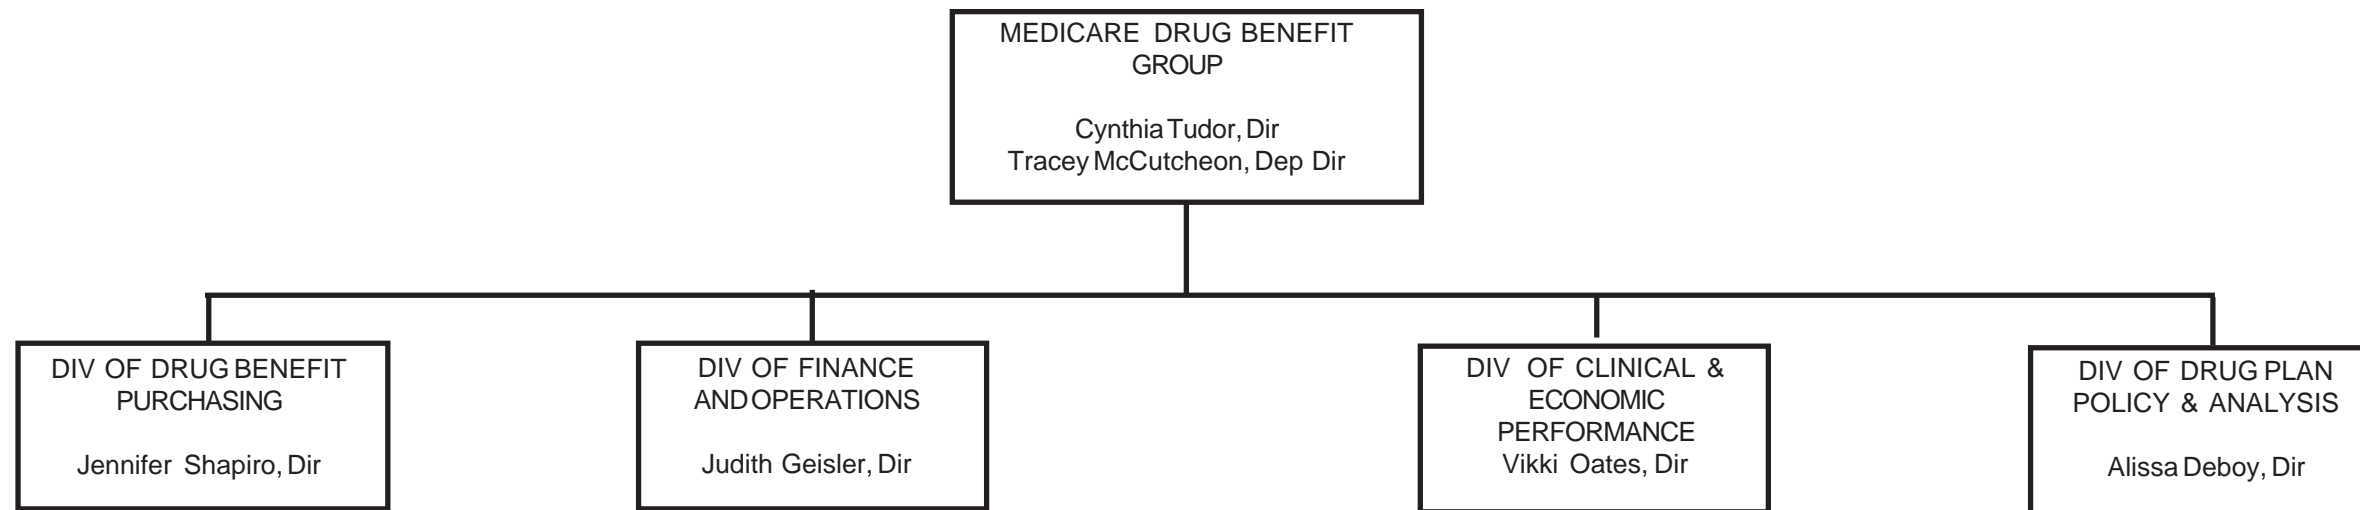 MEDICARE DRUG BENEFIT
GROUP
Cynthia Tudor, Dir
Tracey McCutcheon, Dep Dir
DIV OF DRUG BENEFIT
PURCHASING
Jennifer Shapiro, Dir
DIV OF FINANCE
AND OPERATIONS
Judith Geisler, Dir
DIV OF CLINICAL &
ECONOMIC
PERFORMANCE
Vikki Oates, Dir
DIV OF DRUG PLAN
POLICY & ANALYSIS
Alissa Deboy, Dir